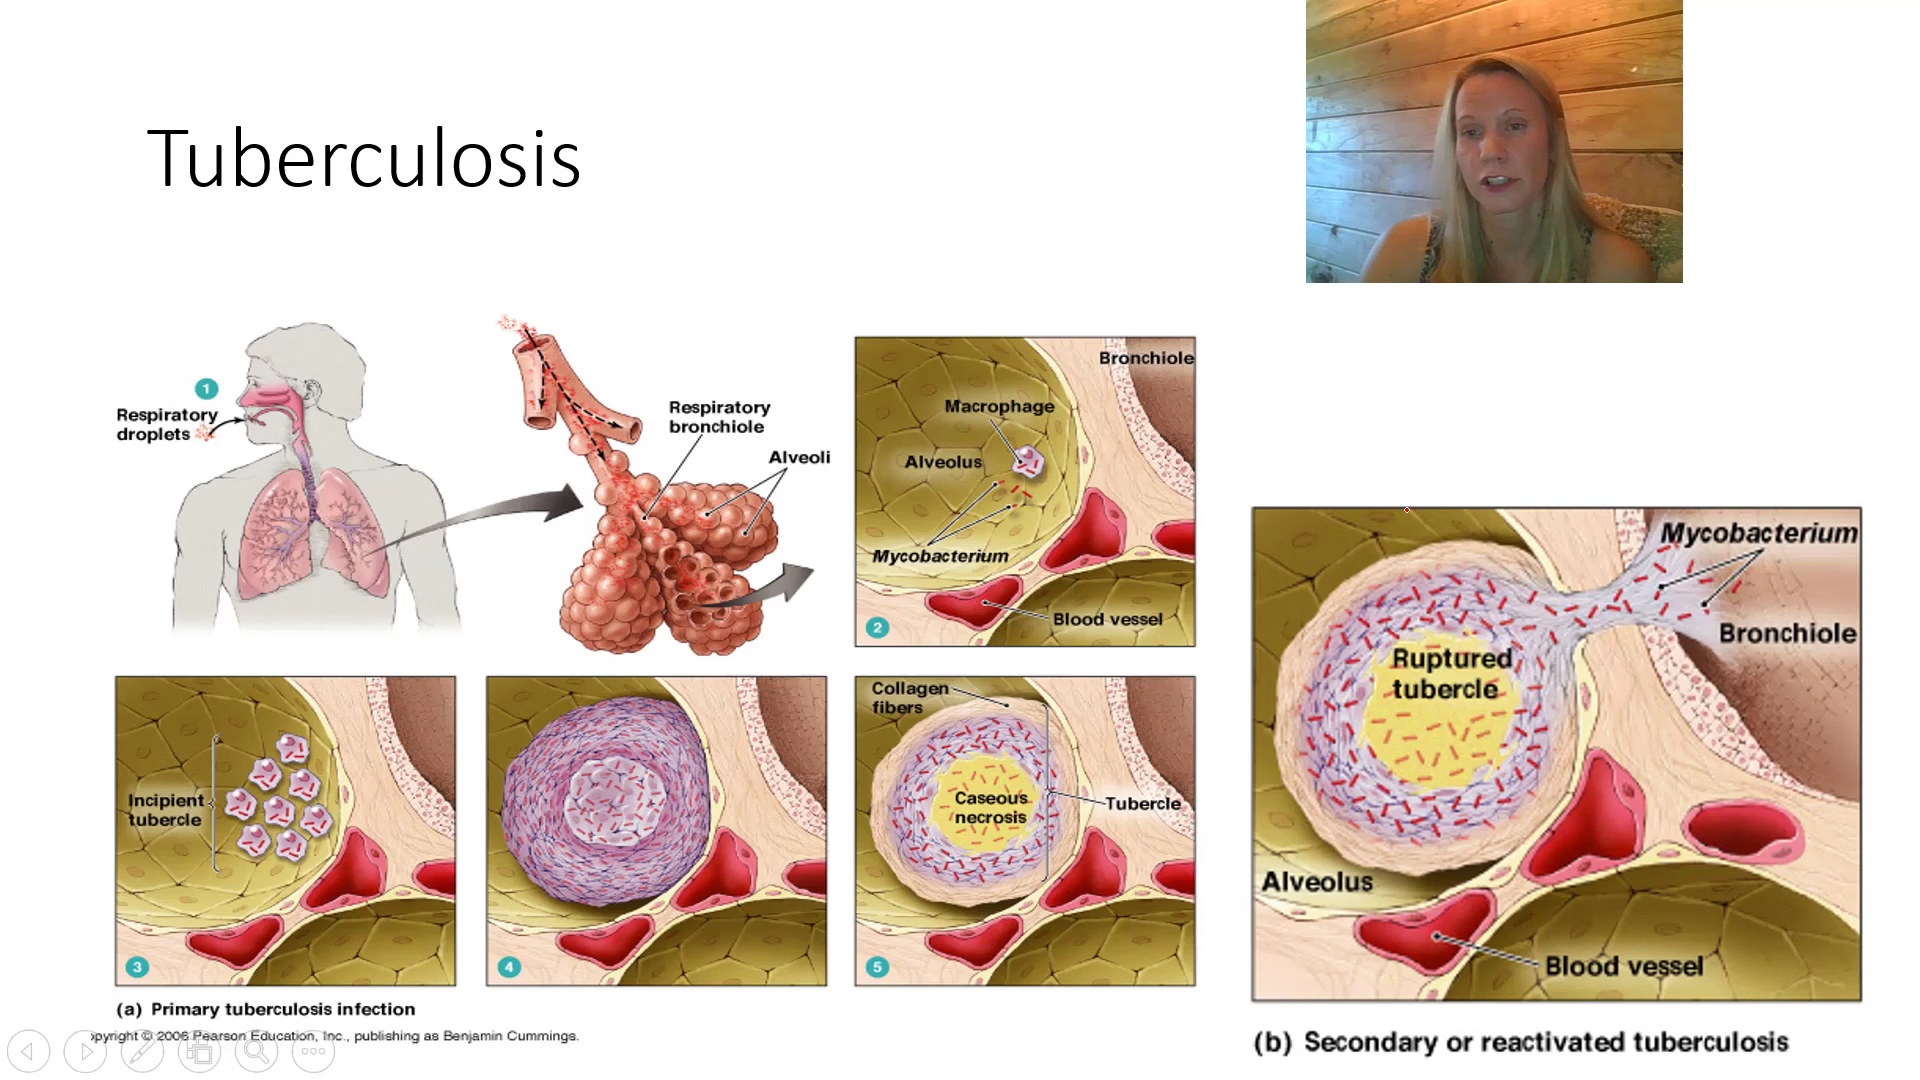 Tuberculosis
1
Respiratory
droplets
Respiratory
bronchiole
Alveoli
Bronchiole
Macrophage
Alveolus
Mycobacterium
Blood vessel
2
Incipient
tubercle
3
4
Collagen
fibers
Caseous
necrosis
Tubercle
5
(a) Primary tuberculosis infection
opyright © 2006 Pearson Education, Inc., publishing as Benjamin Cummings.
Mycobacterium
Bronchiole
Ruptured
tubercle
Alveolus
Blood vessel
(b) Secondary or reactivated tuberculosis